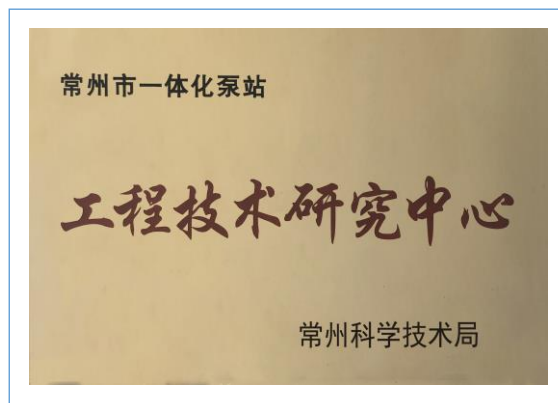 常州市一体化泵站
工程技术研究中心
常州科学技术局